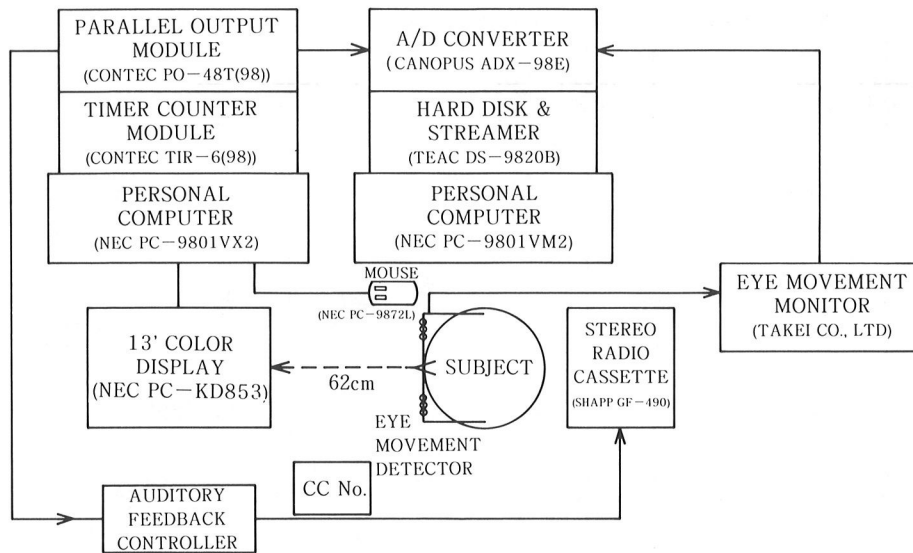 PARALLEL OUTPUT
MODULE
(CONTEC PO-48T(98))
A/D CONVERTER
(CANOPUS ADX-98E)
TIMER COUNTER
MODULE
(CONTEC TIR-6(98))
HARD DISK &
STREAMER
(TEAC DS-9820B)
PERSONAL
COMPUTER
(NEC PC-9801VX2)
PERSONAL
COMPUTER
(NEC PC-9801VM2)
MOUSE
(NEC PC-9872L)
EYE MOVEMENT
MONITOR
(TAKEI CO., LTD)
13' COLOR
DISPLAY
(NEC PC-KD853)
62cm
SUBJECT
STEREO
RADIO
CASSETTE
(SHAPP GF-490)
EYE
MOVEMENT
DETECTOR
CC No.
AUDITORY
FEEDBACK
CONTROLLER